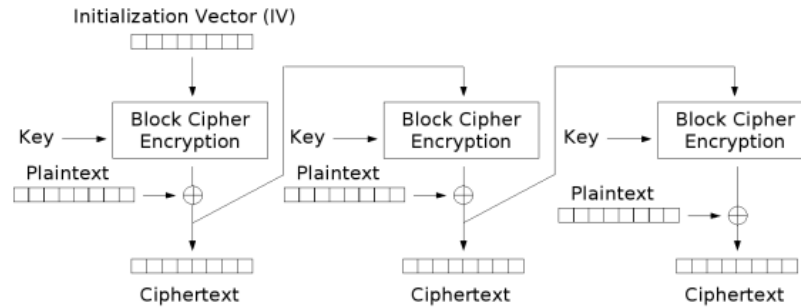 Initialization Vector (IV)
Key
Block Cipher
Encryption
Key
Block Cipher
Encryption
Key
Block Cipher
Encryption
Plaintext
Plaintext
Plaintext
Ciphertext
Ciphertext
Ciphertext